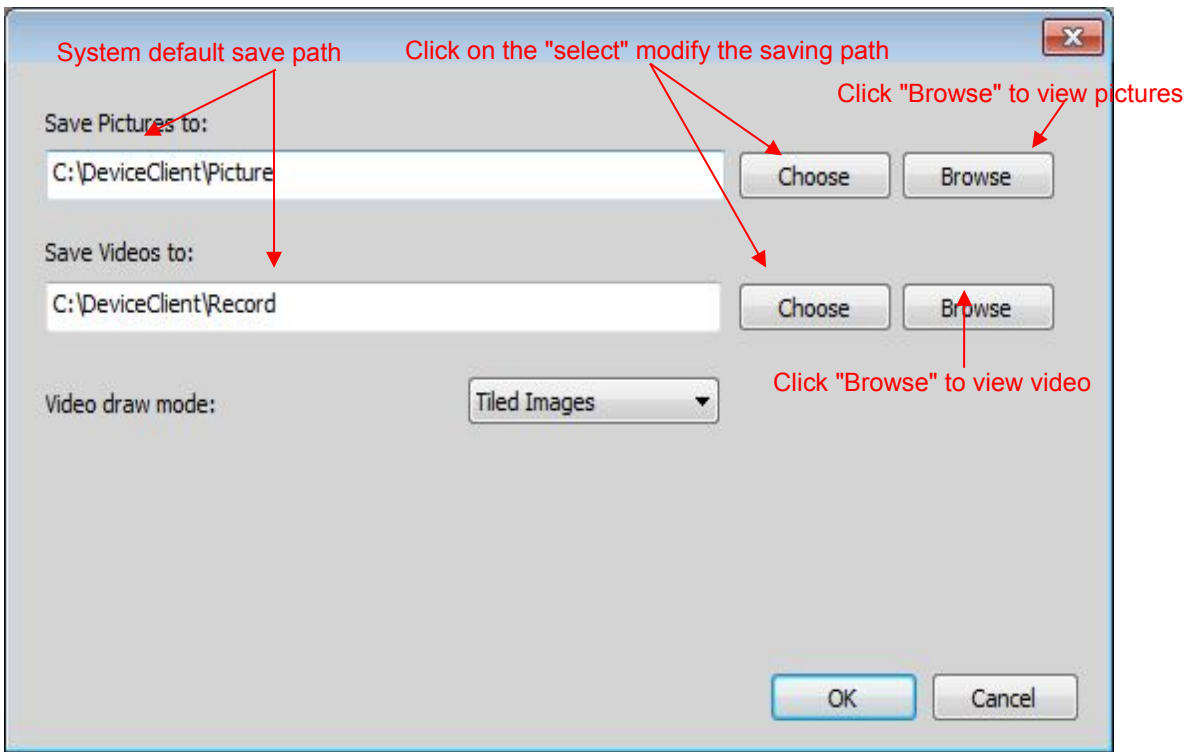 System default save path
Click on the "select" modify the saving path
Click "Browse" to view pictures
Save Pictures to:
C:\DeviceClient\Picture
Choose
Browse
Save Videos to:
C:\DeviceClient\Record
Choose
Browse
Click "Browse" to view video
Video draw mode:
Tiled Images
OK
Cancel